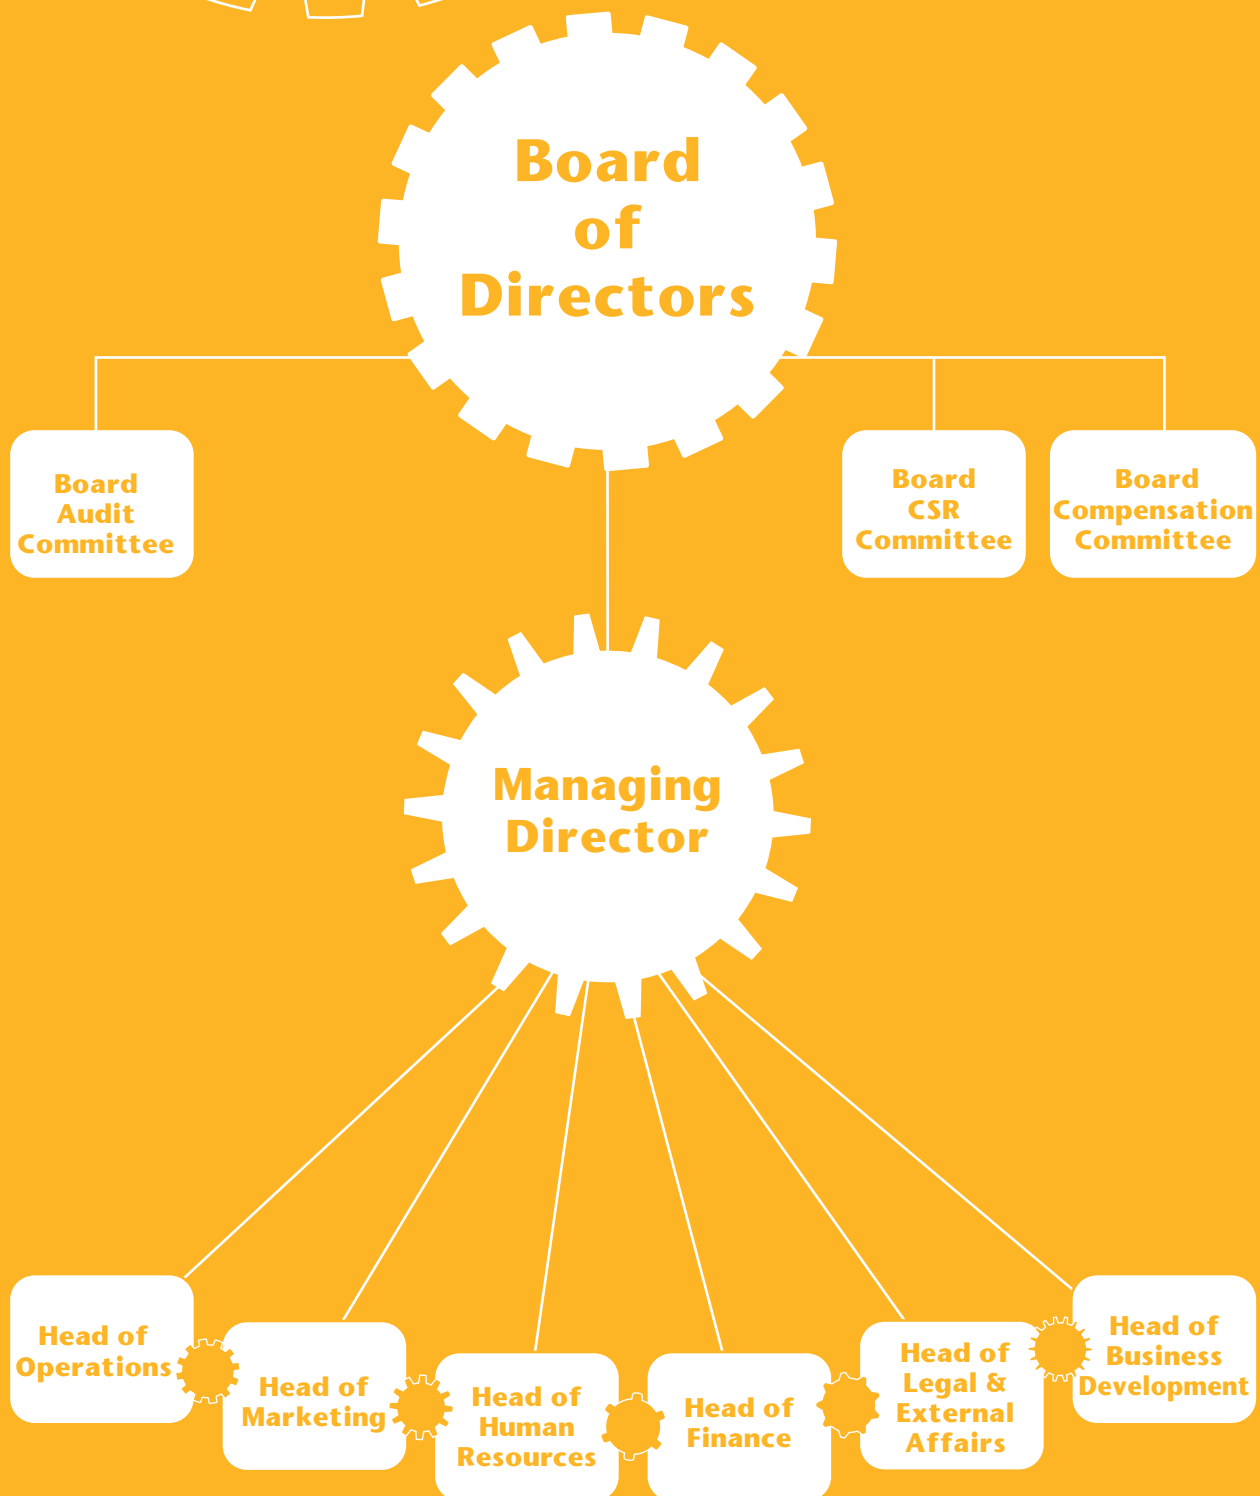 Board
of
Directors
Board
Audit
Committee
Board
CSR
Committee
Board
Compensation
Committee
Managing
Director
Head of
Operations
Head of
Marketing
Head of
Human
Resources
Head of
Finance
Head of
Legal &
External
Affairs
Head of
Business
Development